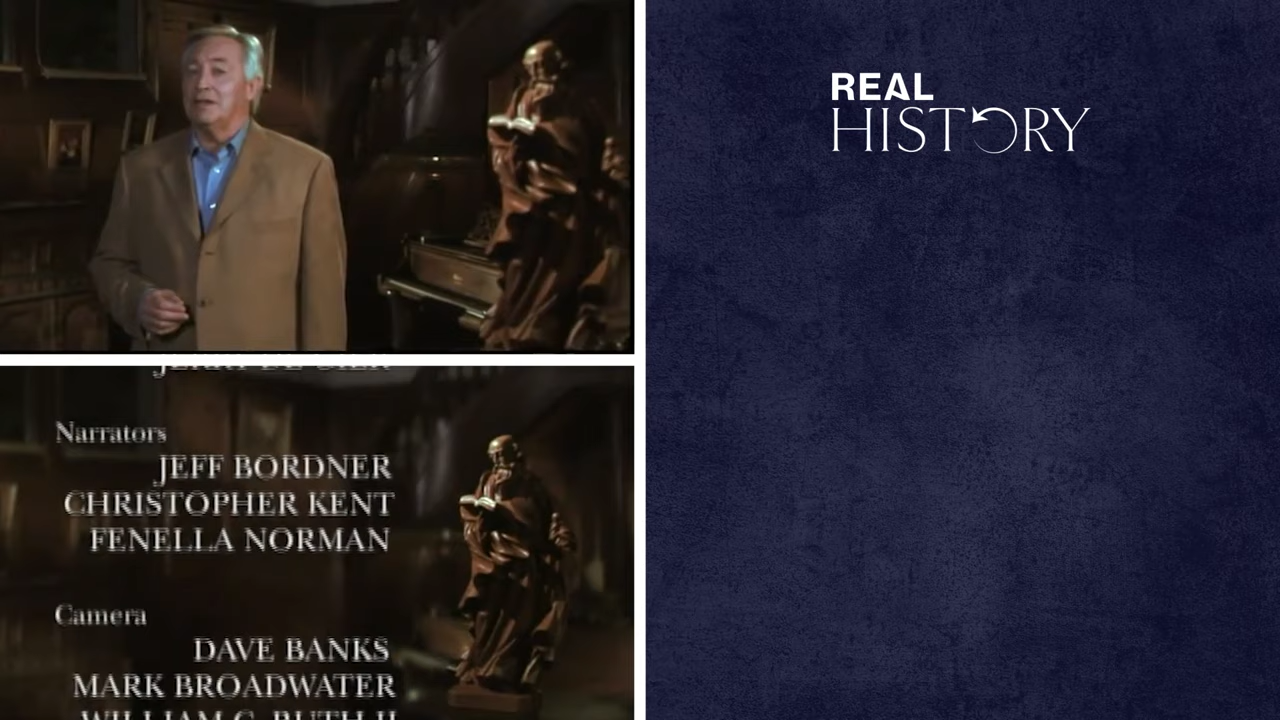 Narrators
JEFF BORDNER
CHRISTOPHER KENT
FENELLA NORMAN
Camera
DAVE BANKS
MARK BROADWATER
REAL
HISTORY